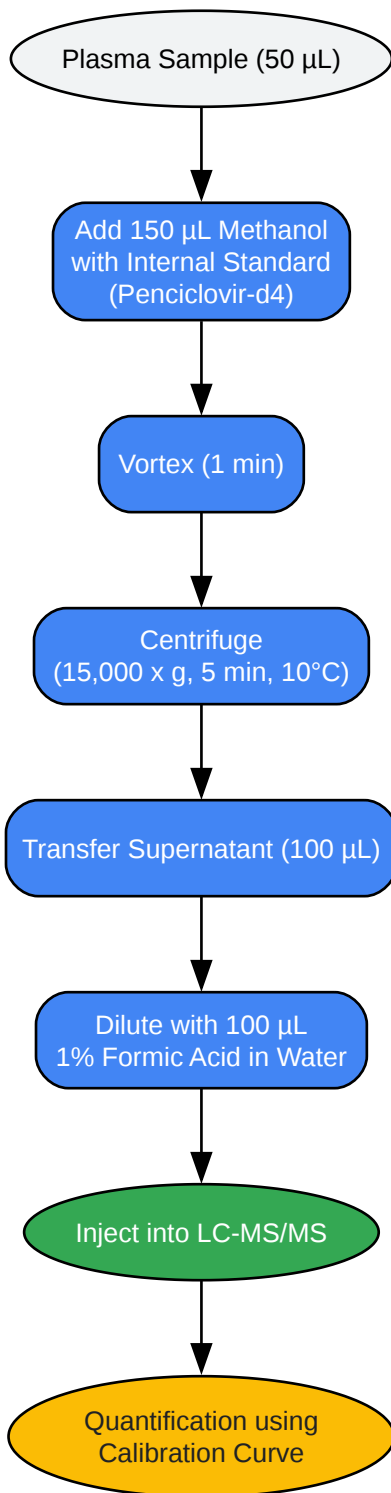 Plasma Sample (50 µL)
Add 150 µL Methanol
with Internal Standard
(Penciclovir-d4)
Vortex (1 min)
Centrifuge
(15,000 x g, 5 min, 10°C)
Transfer Supernatant (100 µL)
Dilute with 100 µL
1% Formic Acid in Water
Inject into LC-MS/MS
Quantification using
Calibration Curve